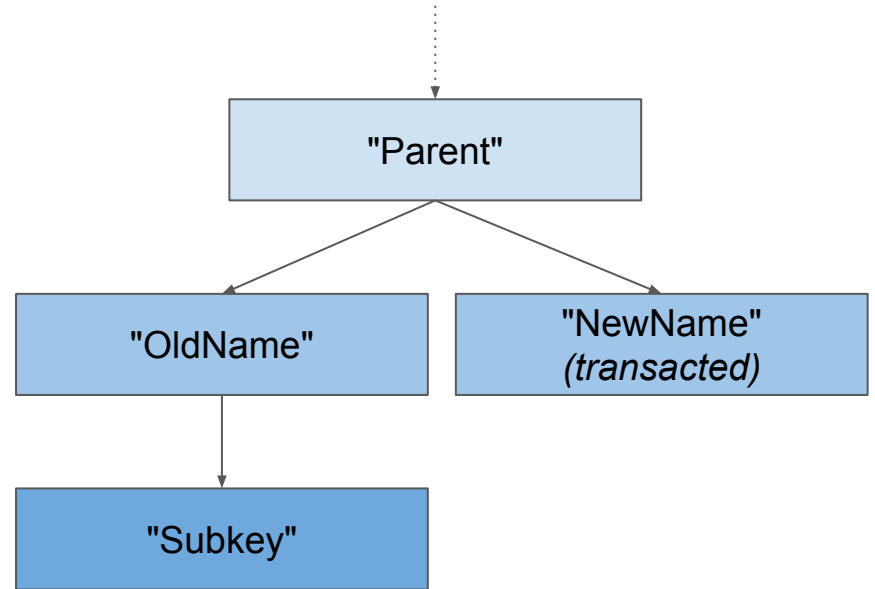 "Parent"
"OldName"
"NewName"
(transacted)
"Subkey"